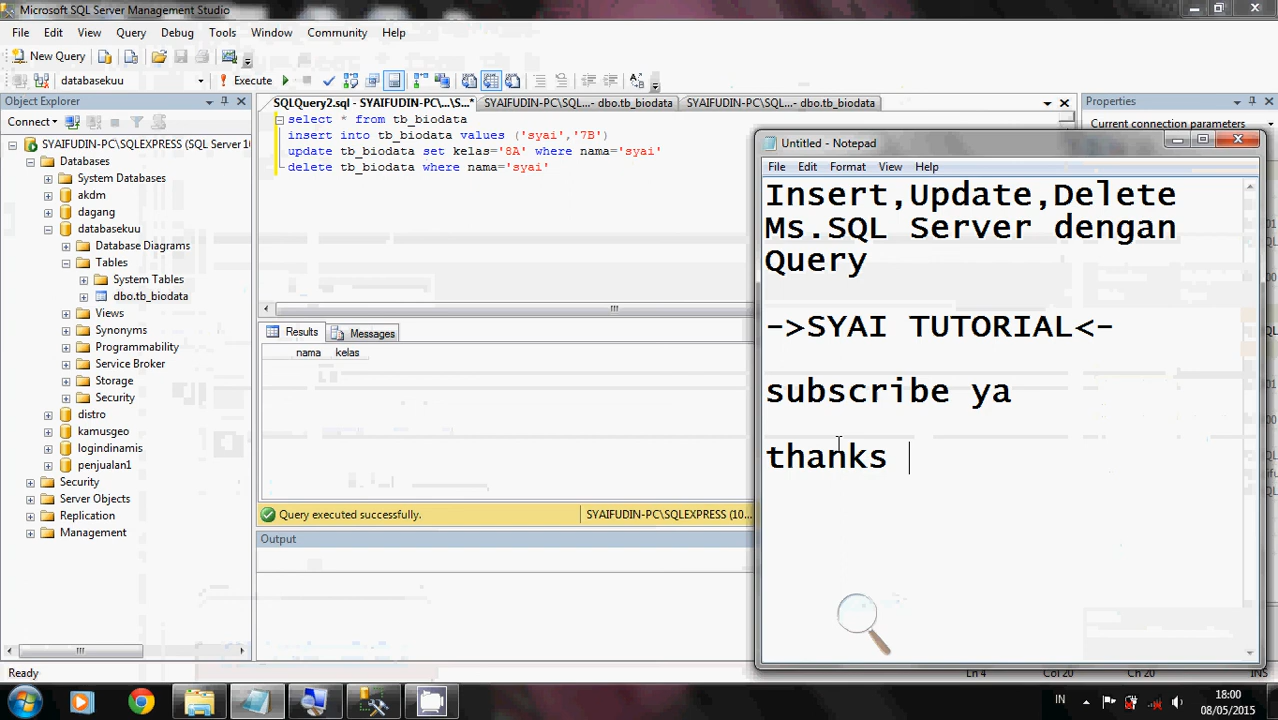 Microsoft SQL Server Management Studio
File Edit View Query Debug Tools Window Community Help
New Query
databasekuu Execute
Object Explorer
Connect
SYAIFUDIN-PC\SQLEXPRESS (SQL Server 10
Databases
System Databases
akdm
dagang
databasekuu
Database Diagrams
Tables
System Tables
dbo.tb_biodata
Views
Synonyms
Programmability
Service Broker
Storage
Security
distro
kamusgeo
logindinamis
penjualan1
Security
Server Objects
Replication
Management
SQLQuery2.sql - SYAIFUDIN-PC\...\S...* SYAIFUDIN-PC\SQL...- dbo.tb_biodata SYAIFUDIN-PC\SQL...- dbo.tb_biodata
select * from tb_biodata
insert into tb_biodata values ('syai','7B')
update tb_biodata set kelas='8A' where nama='syai'
delete tb_biodata where nama='syai'
Results Messages
nama kelas
Query executed successfully. SYAIFUDIN-PC\SQLEXPRESS (10...
Output
Properties
Current connection parameters
Untitled - Notepad
File Edit Format View Help
Insert,Update,Delete
Ms.SQL Server dengan
Query
->SYAI TUTORIAL<-
subscribe ya
thanks
Ready Ln 4 Col 20 INS
IN 18:00
08/05/2015